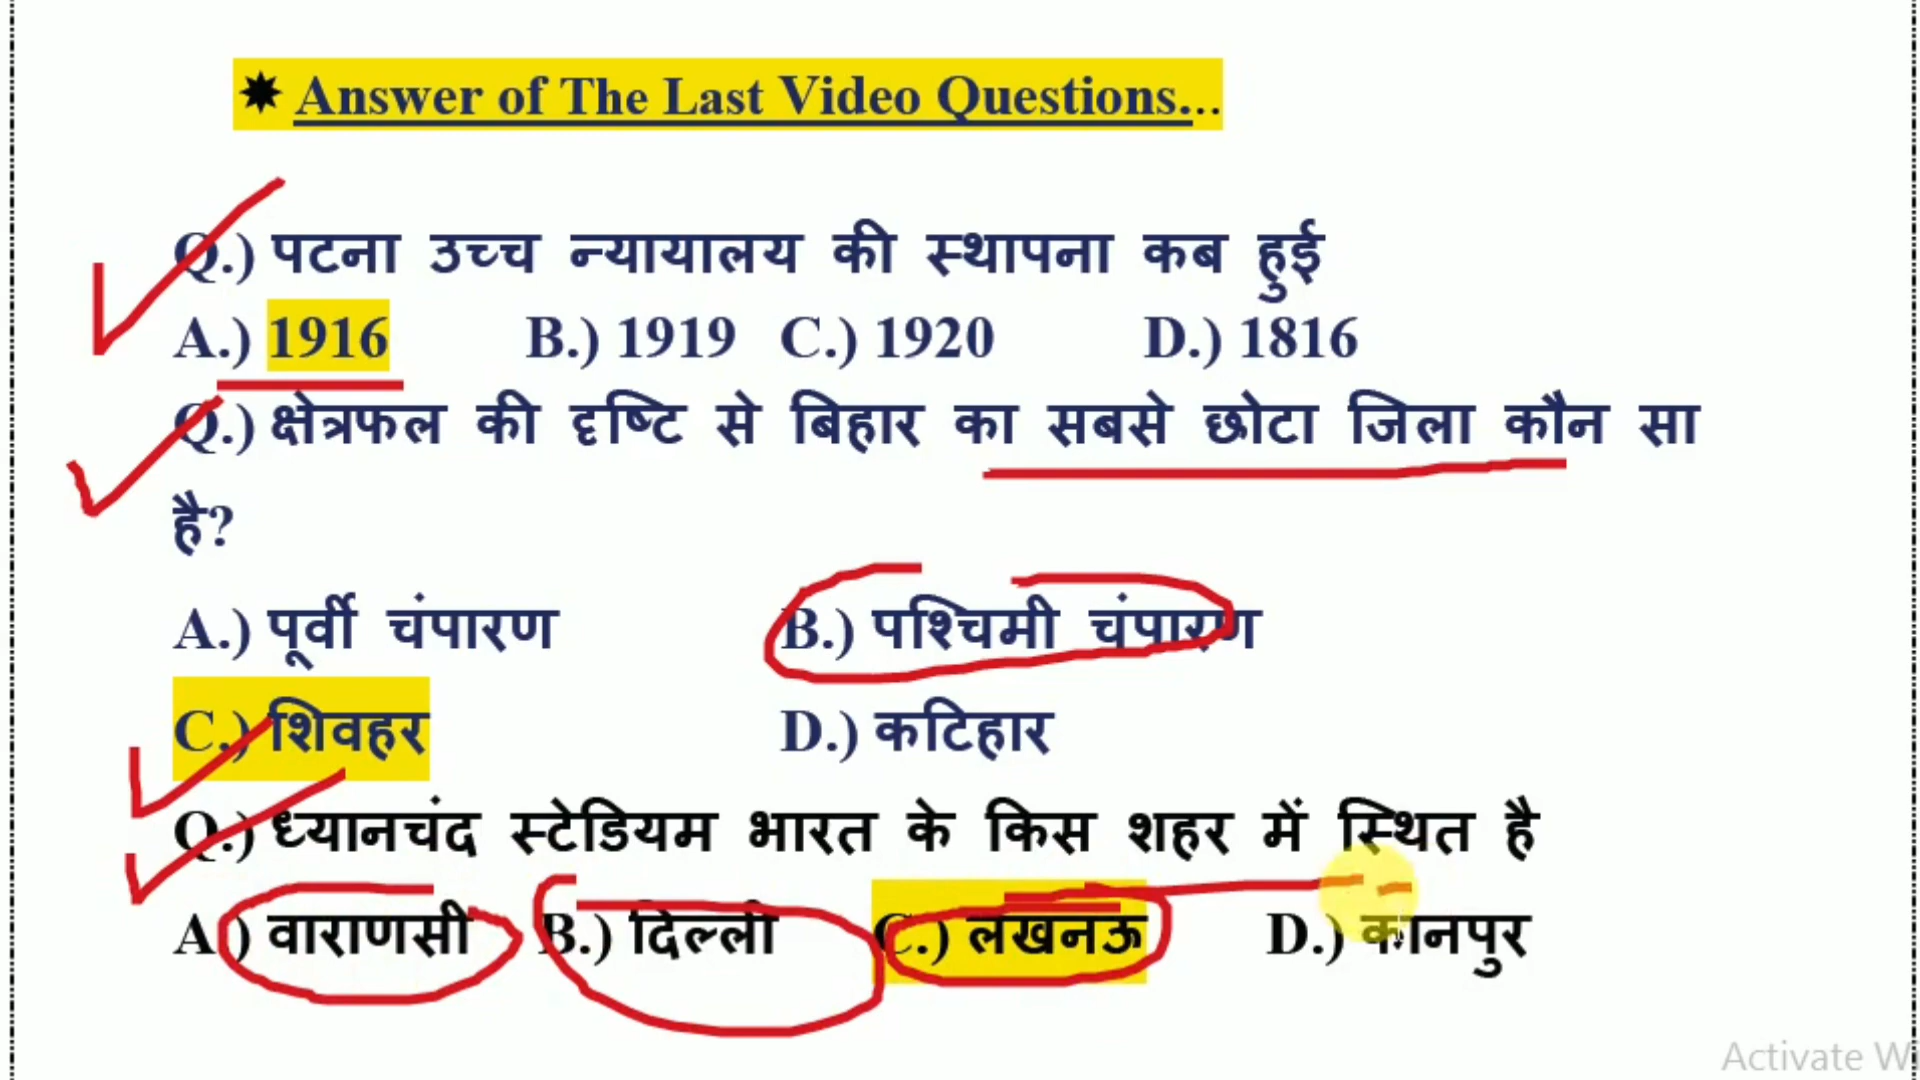 ✷ Answer of The Last Video Questions...
Q.) पटना उच्च न्यायालय की स्थापना कब हुई
A.) 1916 B.) 1919 C.) 1920 D.) 1816
Q.) क्षेत्रफल की दृष्टि से बिहार का सबसे छोटा जिला कौन सा
है?
A.) पूर्वी चंपारण B.) पश्चिमी चंपारण
C.) शिवहर D.) कटिहार
Q.) ध्यानचंद स्टेडियम भारत के किस शहर में स्थित है
A.) वाराणसी B.) दिल्ली C.) लखनऊ D.) कानपुर
Activate Wi